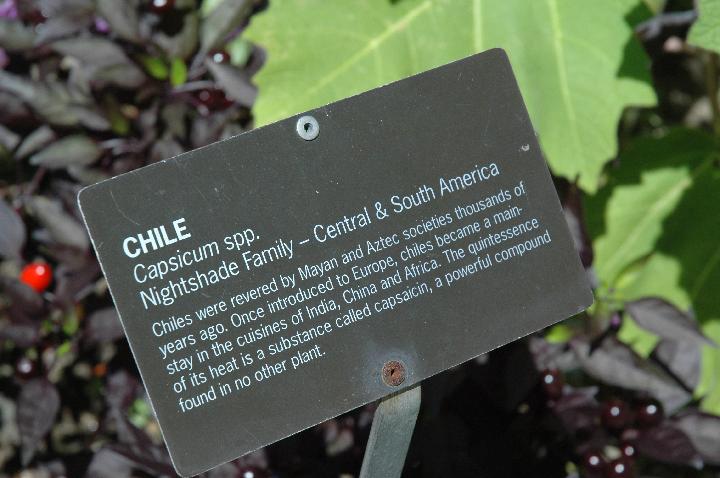 CHILE
Capsicum spp.
Nightshade Family – Central & South America
Chiles were revered by Mayan and Aztec societies thousands of
years ago. Once introduced to Europe, chiles became a main-
stay in the cuisines of India, China and Africa. The quintessence
of its heat is a substance called capsaicin, a powerful compound
found in no other plant.